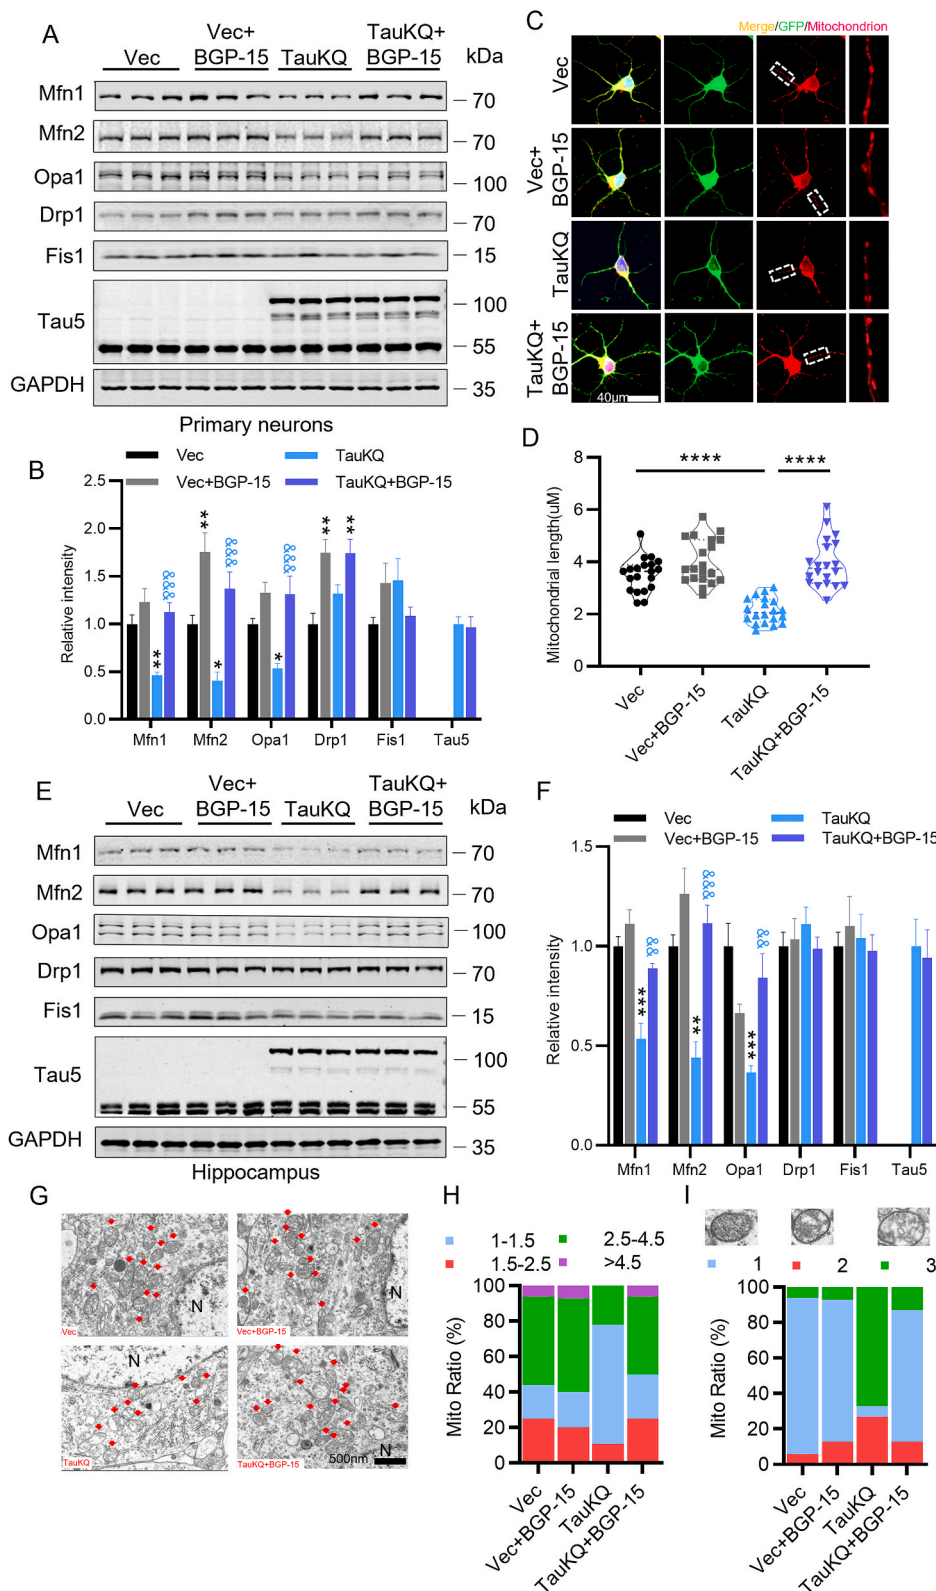 A
Vec
Vec+
BGP-15
TauKQ
TauKQ+
BGP-15
kDa
Mfn1
70
Mfn2
70
Opa1
100
Drp1
70
Fis1
15
Tau5
100
55
GAPDH
35
Primary neurons
B
Vec
TauKQ
Vec+BGP-15
TauKQ+BGP-15
Relative intensity
2.5
2.0
1.5
1.0
0.5
0.0
**
*
**
&&&
&&&
*
&&&
**
**
Mfn1 Mfn2 Opa1 Drp1 Fis1 Tau5
C
Merge/GFP/Mitochondrion
Vec
Vec+
BGP-15
TauKQ
TauKQ+
BGP-15
40μm
D
Mitochondrial length(uM)
8
6
4
2
0
**** ****
Vec
Vec+BGP-15
TauKQ
TauKQ+BGP-15
E
Vec
Vec+
BGP-15
TauKQ
TauKQ+
BGP-15
kDa
Mfn1
70
Mfn2
70
Opa1
100
Drp1
70
Fis1
15
Tau5
100
55
GAPDH
35
Hippocampus
F
Vec
TauKQ
Vec+BGP-15
TauKQ+BGP-15
Relative intensity
1.5
1.0
0.5
0.0
***
&&
**
&&&
***
&&
Mfn1 Mfn2 Opa1 Drp1 Fis1 Tau5
G
N
Vec
N
Vec+BGP-15
N
TauKQ
N
500nm
TauKQ+BGP-15
H
1-1.5
2.5-4.5
1.5-2.5
>4.5
Mito Ratio (%)
100
80
60
40
20
0
Vec
Vec+BGP-15
TauKQ
TauKQ+BGP-15
I
1 2 3
Mito Ratio (%)
100
80
60
40
20
0
Vec
Vec+BGP-15
TauKQ
TauKQ+BGP-15